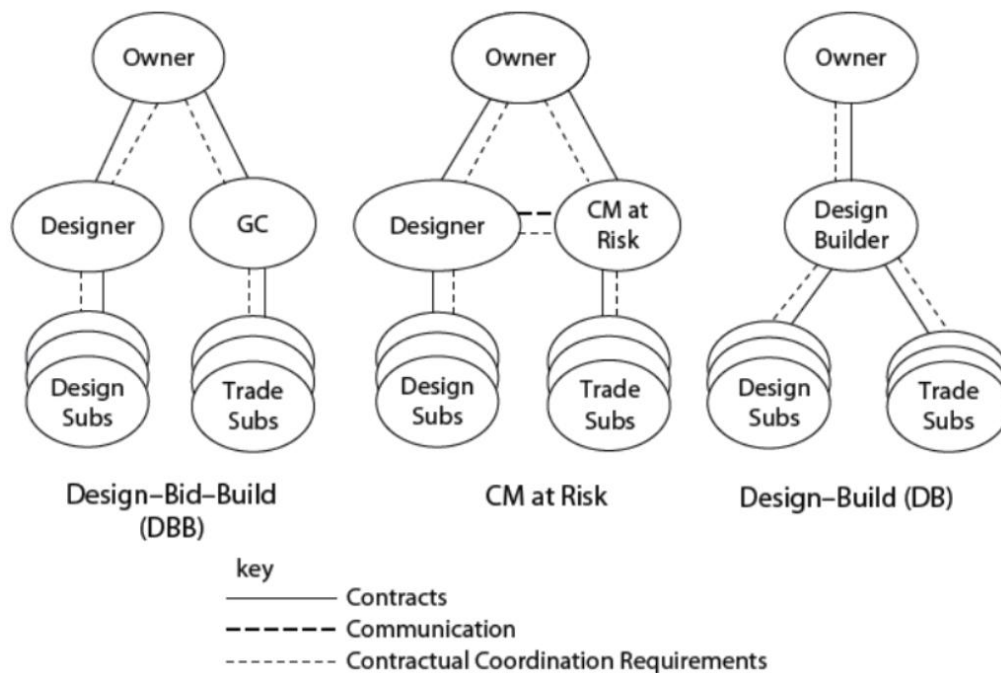 Owner
Owner
Owner
Designer
GC
Designer
CM at
Risk
Design
Builder
Design
Subs
Trade
Subs
Design
Subs
Trade
Subs
Design
Subs
Trade
Subs
Design–Bid–Build
(DBB)
CM at Risk
Design–Build (DB)
key
Contracts
Communication
Contractual Coordination Requirements